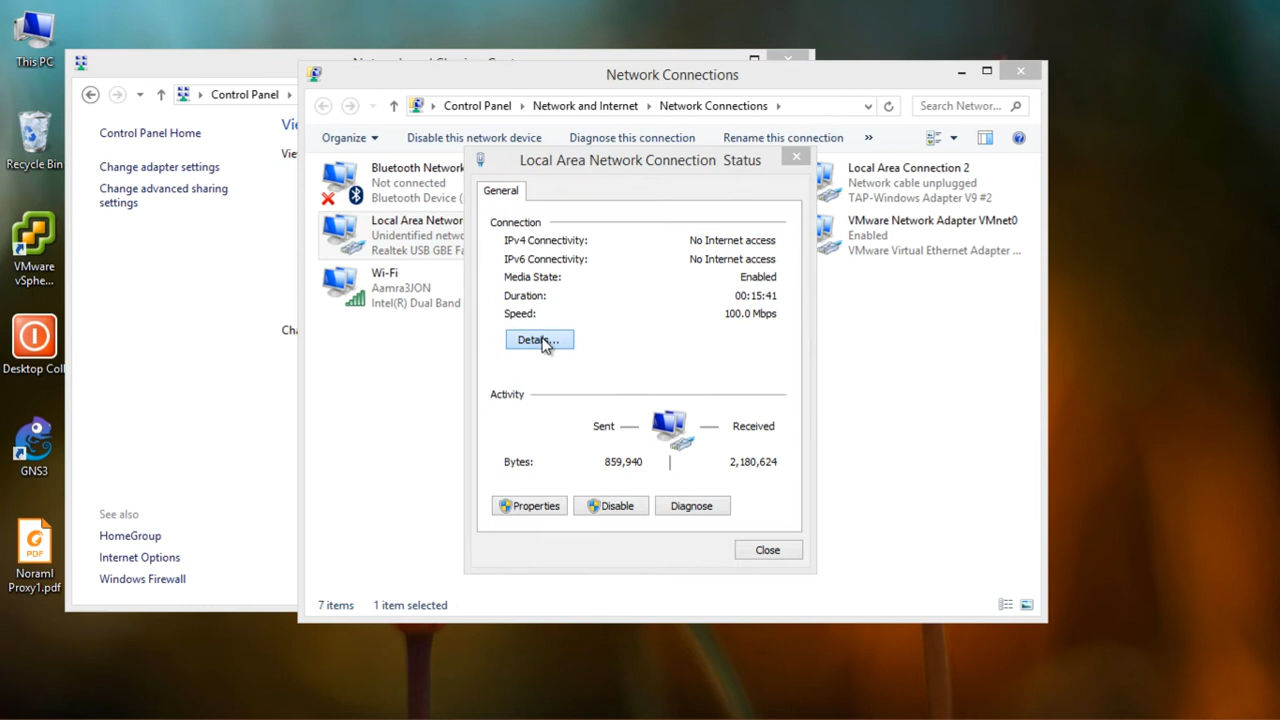 This PC
Recycle Bin
VMware
vSphe...
Desktop Coll
GNS3
Noraml
Proxy1.pdf
Control Panel
Control Panel Home
Change adapter settings
Change advanced sharing
settings
See also
HomeGroup
Internet Options
Windows Firewall
Network Connections
Control Panel
Network and Internet
Network Connections
Search Networ...
Organize
Disable this network device
Diagnose this connection
Rename this connection
»
Bluetooth Network
Not connected
Bluetooth Device (
Local Area Networ
Unidentified netwo
Realtek USB GBE Fa
Wi-Fi
Aamra3JON
Intel(R) Dual Band
Local Area Connection 2
Network cable unplugged
TAP-Windows Adapter V9 #2
VMware Network Adapter VMnet0
Enabled
VMware Virtual Ethernet Adapter ...
7 items
1 item selected
Local Area Network Connection Status
General
Connection
IPv4 Connectivity: No Internet access
IPv6 Connectivity: No Internet access
Media State: Enabled
Duration: 00:15:41
Speed: 100.0 Mbps
Details...
Activity
Sent
Received
Bytes: 859,940 2,180,624
Properties
Disable
Diagnose
Close